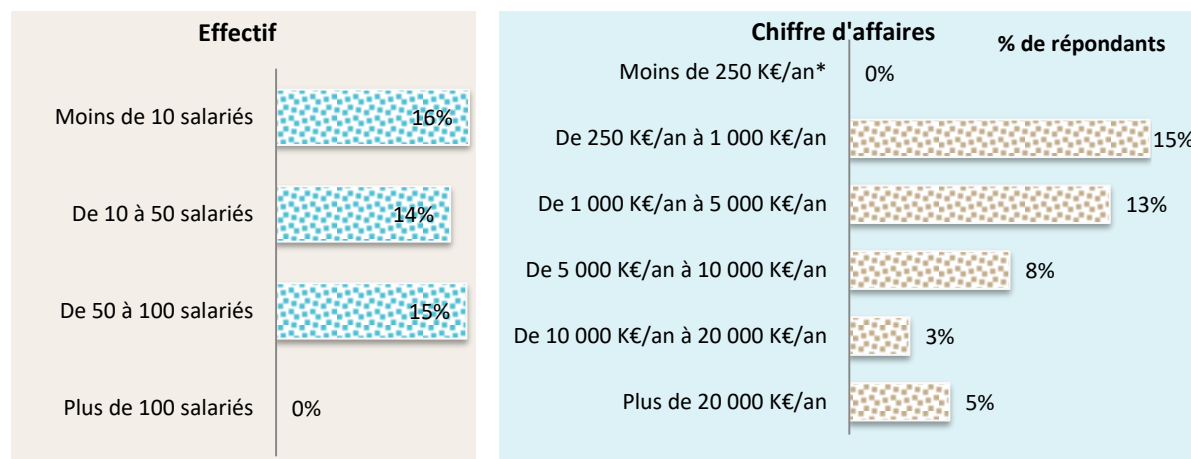 Effectif
Moins de 10 salariés 16%
De 10 à 50 salariés 14%
De 50 à 100 salariés 15%
Plus de 100 salariés 0%
Chiffre d'affaires
% de répondants
Moins de 250 K€/an* 0%
De 250 K€/an à 1 000 K€/an 15%
De 1 000 K€/an à 5 000 K€/an 13%
De 5 000 K€/an à 10 000 K€/an 8%
De 10 000 K€/an à 20 000 K€/an 3%
Plus de 20 000 K€/an 5%